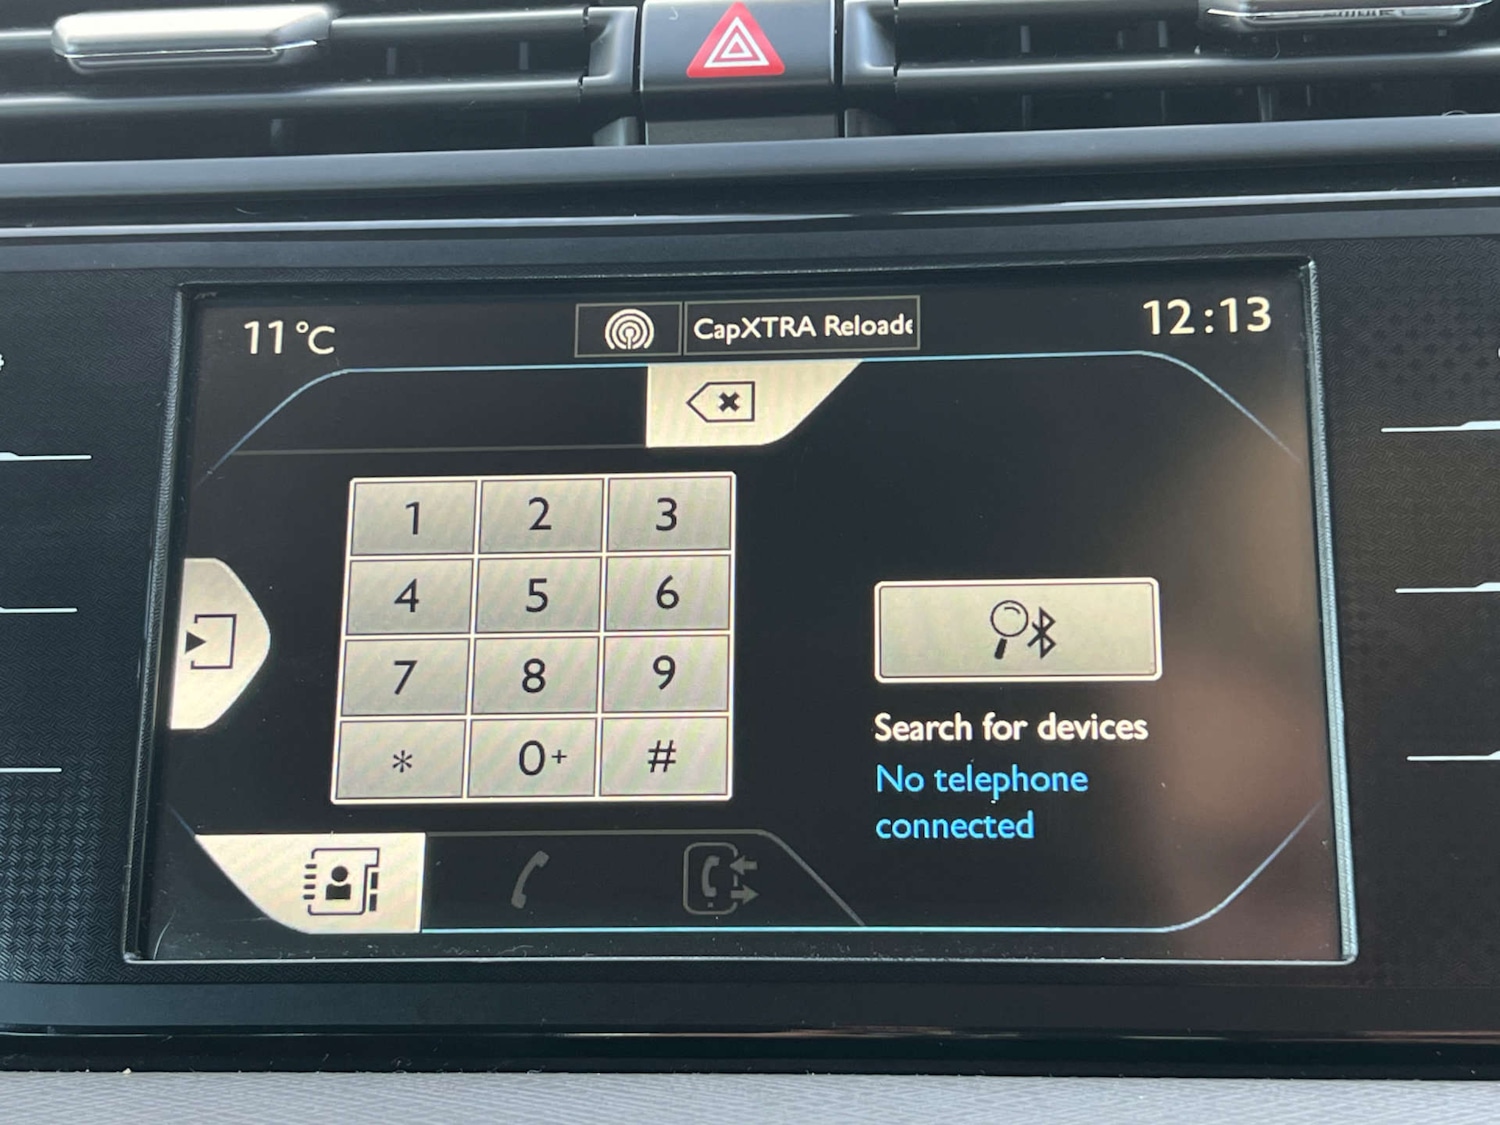 11°C
CapXTRA Reload
12:13
1 2 3
4 5 6
7 8 9
* 0+ #
Search for devices
No telephone
connected